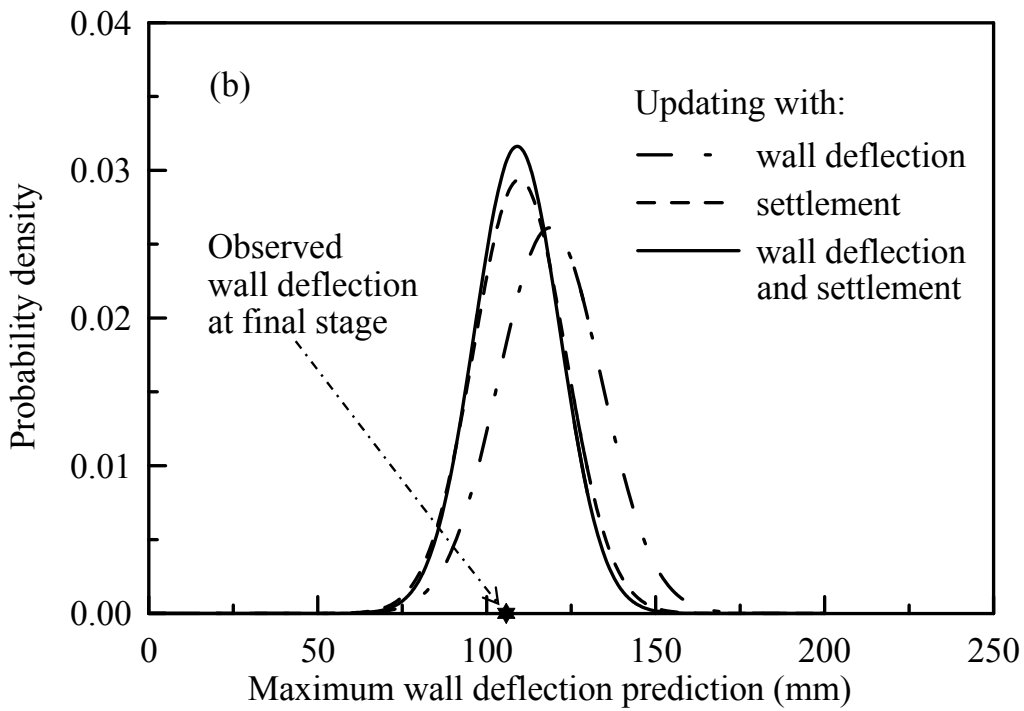 0.04
(b)
Updating with:
wall deflection
settlement
wall deflection
and settlement
0.03
Observed
wall deflection
at final stage
0.02
0.01
0.00
Probability density
0
50
100
150
200
250
Maximum wall deflection prediction (mm)